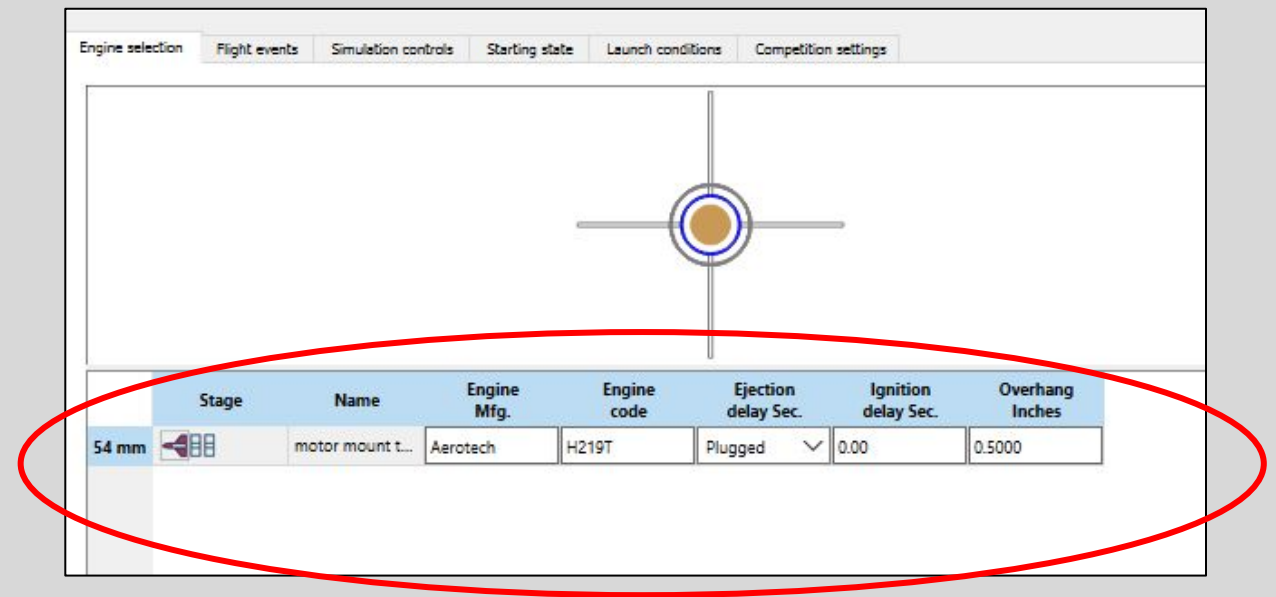 Engine selection Flight events Simulation controls Starting state Launch conditions Competition settings
Stage Name Engine Mfg. Engine code Ejection delay Sec. Ignition delay Sec. Overhang Inches
54 mm motor mount t... Aerotech H219T Plugged 0.00 0.5000